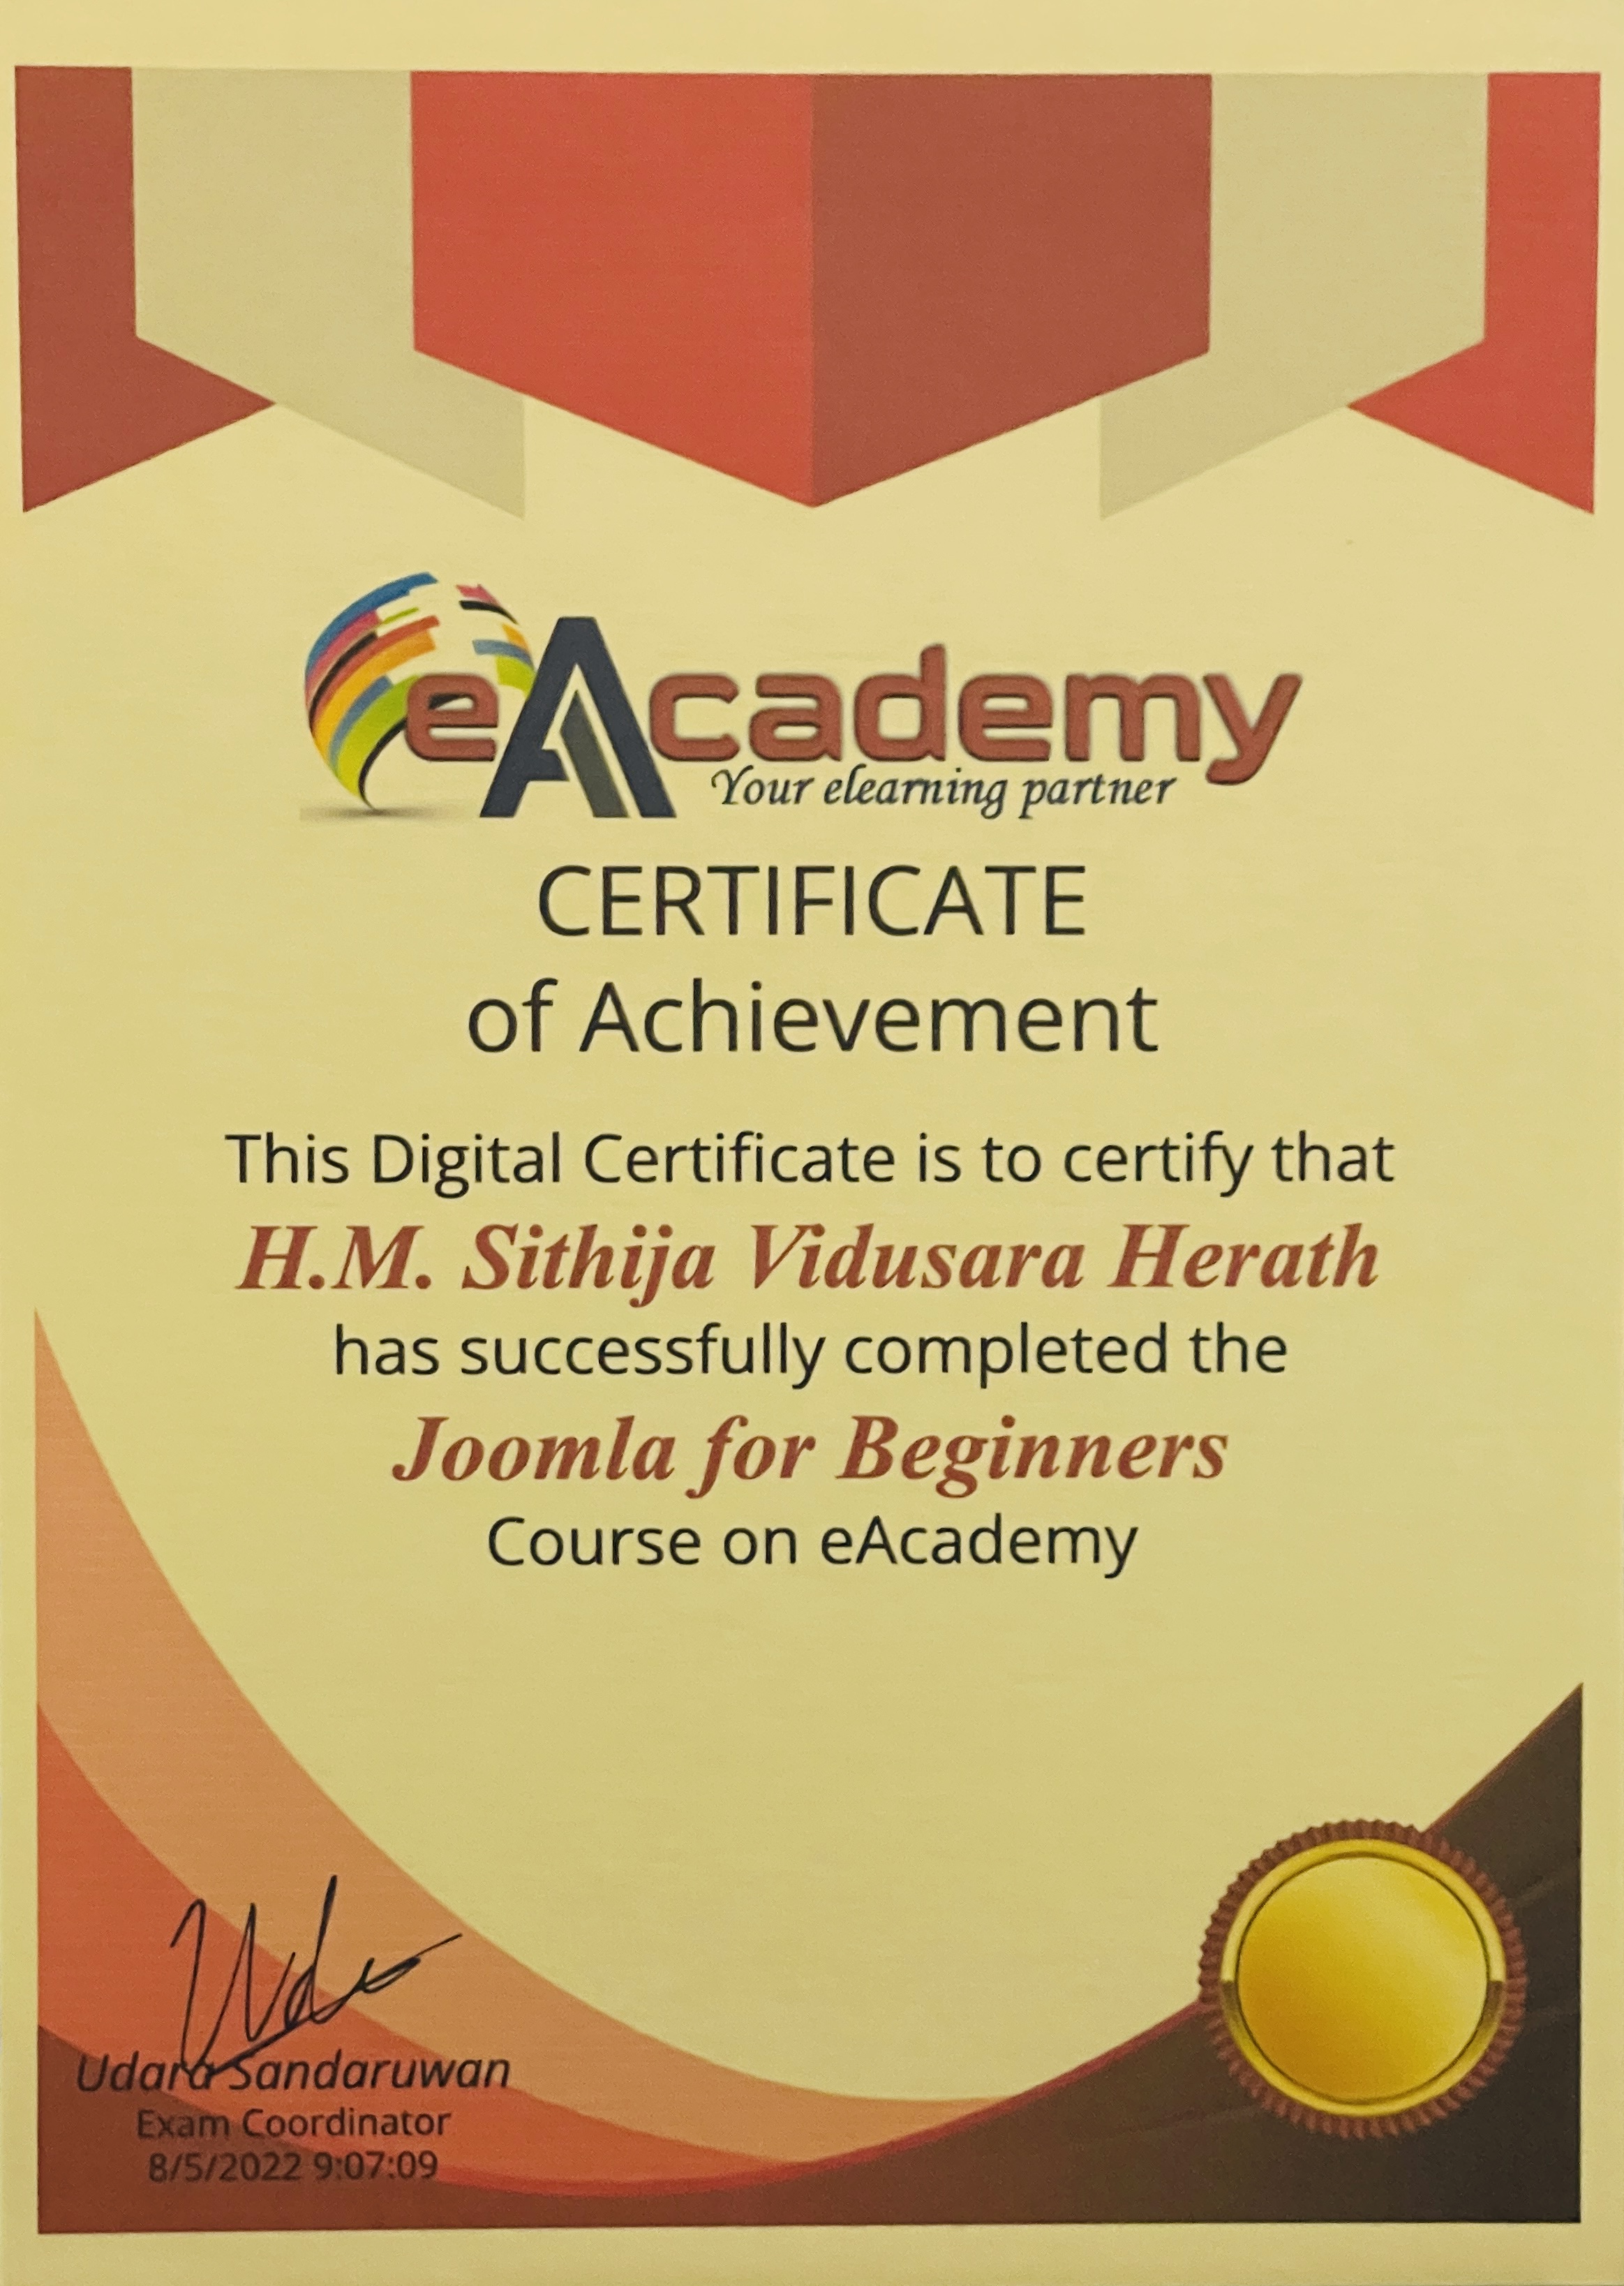 eAcademy
Your elearning partner
CERTIFICATE
of Achievement
This Digital Certificate is to certify that
H.M. Sithija Vidusara Herath
has successfully completed the
Joomla for Beginners
Course on eAcademy
Udara Sandaruwan
Exam Coordinator
8/5/2022 9:07:09